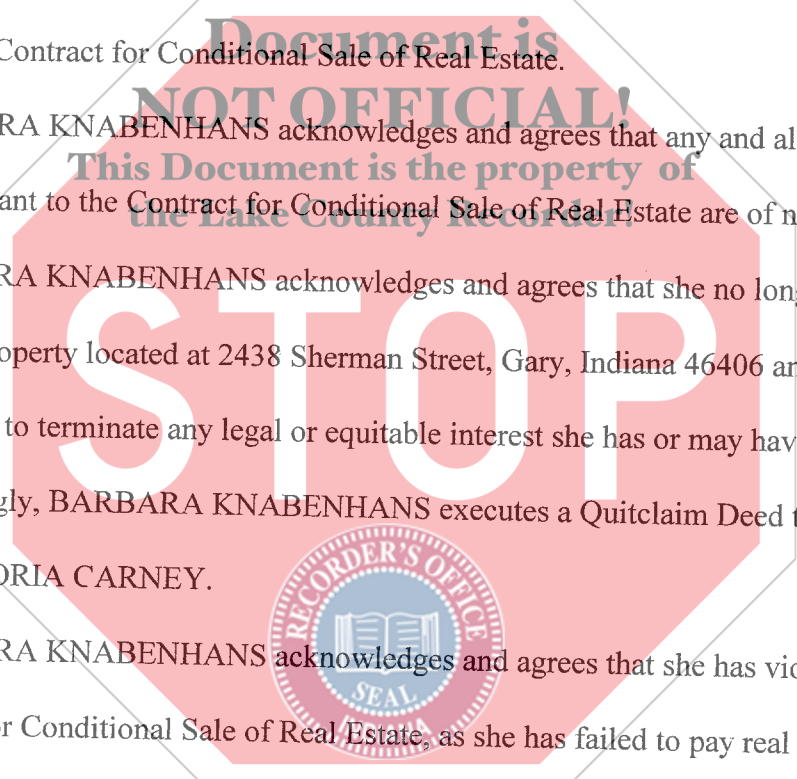 Document is
Contract for Conditional Sale of Real Estate.
NOT OFFICIAL!
RA KNABENHANS acknowledges and agrees that any and al
This Document is the property of
ant to the Contract for Conditional Sale of Real Estate are of n
the Lake County Recorder!
RA KNABENHANS acknowledges and agrees that she no lon
STOP
operty located at 2438 Sherman Street, Gary, Indiana 46406 an
to terminate any legal or equitable interest she has or may hav
gly, BARBARA KNABENHANS executes a Quitclaim Deed t
ORIA CARNEY.
RECORDER'S OFFICE
SEAL
INDIANA
RA KNABENHANS acknowledges and agrees that she has vio
r Conditional Sale of Real Estate, as she has failed to pay real